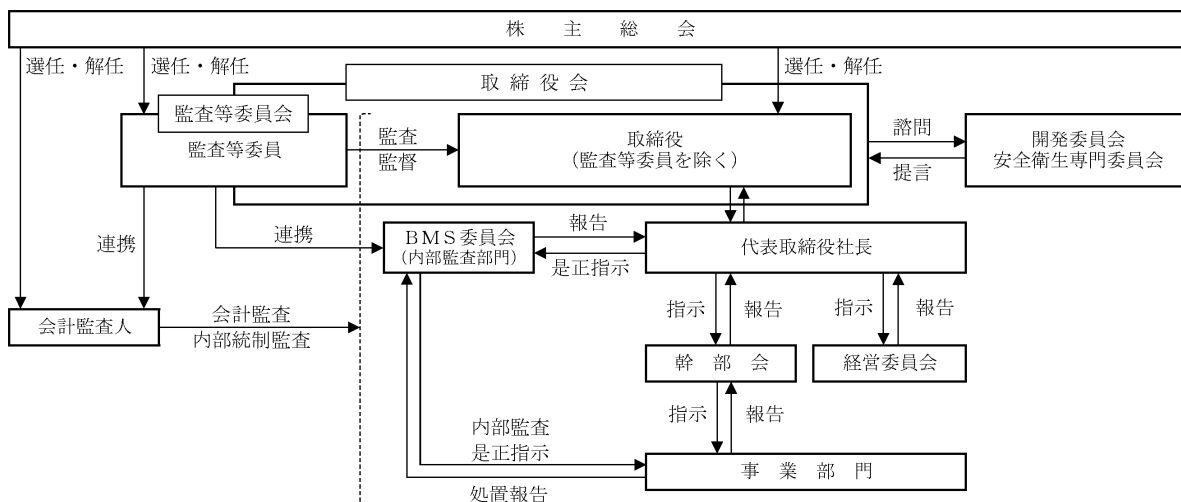 株主総会
選任・解任
選任・解任
選任・解任
取締役会
監査等委員会
監査等委員
監査
監督
取締役
(監査等委員を除く)
諮問
提言
開発委員会
安全衛生専門委員会
連携
連携
BMS委員会
(内部監査部門)
報告
是正指示
代表取締役社長
会計監査人
会計監査
内部統制監査
指示
報告
指示
報告
幹部会
経営委員会
指示
報告
内部監査
是正指示
処置報告
事業部門